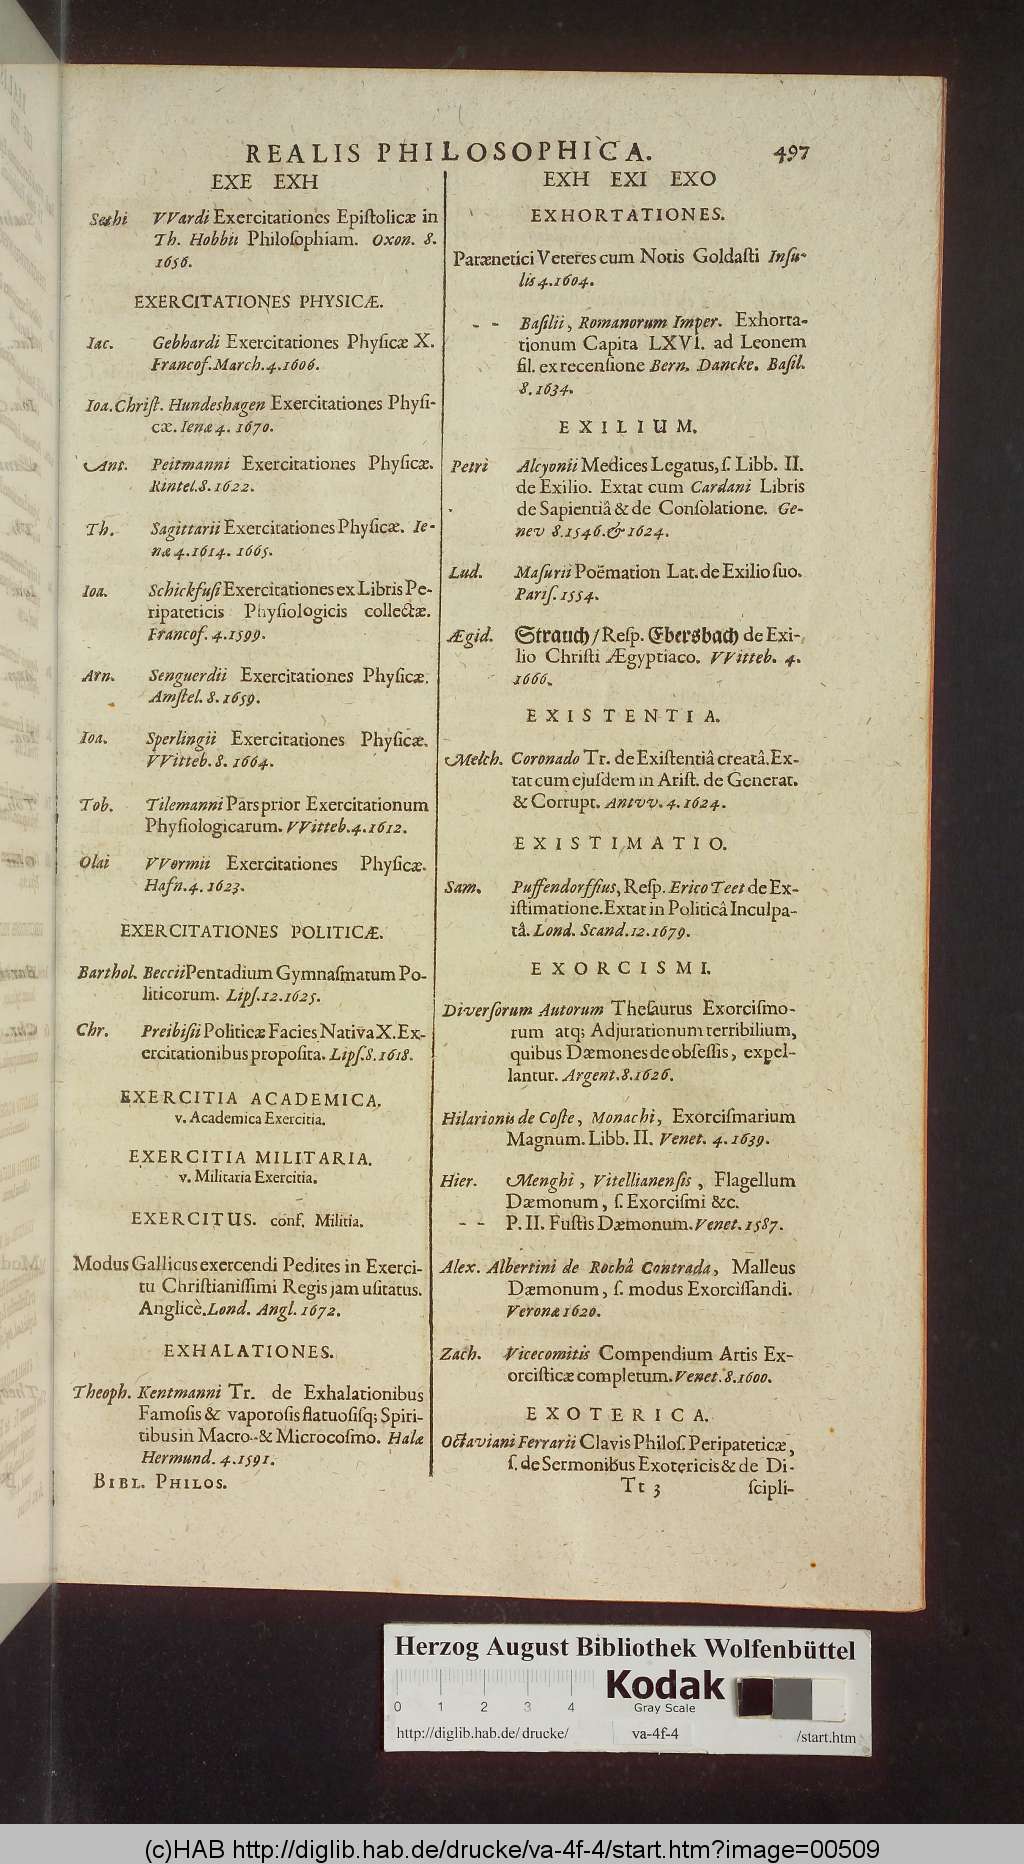 REALIS PHILOSOPHICA. 497
EXE EXH
Sethi VVardi Exercitationes Epiſtolicæ in
Th. Hobbii Philoſophiam. Oxon. 8.
1656.
EXERCITATIONES PHYSICÆ.
Iac. Gebhardi Exercitationes Phyſicæ X.
Francof. March. 4. 1606.
Ioa. Chriſt. Hundeshagen Exercitationes Phyſi-
cæ. Ienæ 4. 1670.
Ant. Peitmanni Exercitationes Phyſicæ.
Rintel. 8. 1622.
Th. Sagittarii Exercitationes Phyſicæ. Ie-
næ 4. 1614. 1665.
Ioa. Schickfuſi Exercitationes ex Libris Pe-
ripateticis Phyſiologicis collectæ.
Francof. 4. 1599.
Arn. Senguerdii Exercitationes Phyſicæ.
Amſtel. 8. 1659.
Ioa. Sperlingii Exercitationes Phyſicæ.
VVitteb. 8. 1664.
Tob. Tilemanni Pars prior Exercitationum
Phyſiologicarum. VVitteb. 4. 1612.
Olai VVormii Exercitationes Phyſicæ.
Hafn. 4. 1623.
EXERCITATIONES POLITICÆ.
Barthol. Beccii Pentadium Gymnaſmatum Po-
liticorum. Lipſ. 12. 1625.
Chr. Preibiſii Politicæ Facies Nativa X. Ex-
ercitationibus propoſita. Lipſ. 8. 1618.
EXERCITIA ACADEMICA.
v. Academica Exercitia.
EXERCITIA MILITARIA.
v. Militaria Exercitia.
EXERCITUS. conf. Militia.
Modus Gallicus exercendi Pedites in Exerci-
tu Chriſtianiſſimi Regis jam uſitatus.
Anglicè. Lond. Angl. 1672.
EXHALATIONES.
Theoph. Kentmanni Tr. de Exhalationibus
Famoſis & vaporoſis flatuoſiſq; Spiri-
tibus in Macro- & Microcoſmo. Halæ
Hermund. 4. 1591.
BIBL. PHILOS.
EXH EXI EXO
EXHORTATIONES.
Parænetici Veteres cum Notis Goldaſti Inſu-
lis 4. 1604.
- - Baſilii, Romanorum Imper. Exhorta-
tionum Capita LXVI. ad Leonem
fil. ex recenſione Bern. Dancke. Baſil.
8. 1634.
EXILIUM.
Petri Alcyonii Medices Legatus, ſ. Libb. II.
de Exilio. Extat cum Cardani Libris
de Sapientiâ & de Conſolatione. Ge-
nev 8. 1546. & 1624.
Lud. Maſurii Poëmation Lat. de Exilio ſuo.
Pariſ. 1554.
Ægid. Strauch / Reſp. Ebersbach de Exi-
lio Chriſti Ægyptiaco. VVitteb. 4.
1666.
EXISTENTIA.
Melch. Coronado Tr. de Exiſtentiâ creatâ. Ex-
tat cum ejuſdem in Ariſt. de Generat.
& Corrupt. Antvv. 4. 1624.
EXISTIMATIO.
Sam. Puffendorffius, Reſp. Erico Teet de Ex-
iſtimatione. Extat in Politicâ Inculpa-
tâ. Lond. Scand. 12. 1679.
EXORCISMI.
Diverſorum Autorum Theſaurus Exorciſmo-
rum atq; Adjurationum terribilium,
quibus Dæmones de obſeſſis, expel-
lantur. Argent. 8. 1626.
Hilarionis de Coſte, Monachi, Exorciſmarium
Magnum. Libb. II. Venet. 4. 1639.
Hier. Menghi, Vitellianenſis, Flagellum
Dæmonum, ſ. Exorciſmi &c.
- - P. II. Fuſtis Dæmonum. Venet. 1587.
Alex. Albertini de Rochâ Contrada, Malleus
Dæmonum, ſ. modus Exorciſſandi.
Veronæ 1620.
Zach. Vicecomitis Compendium Artis Ex-
orciſticæ completum. Venet. 8. 1600.
EXOTERICA.
Octaviani Ferrarii Clavis Philoſ. Peripateticæ,
ſ. de Sermonibus Exotericis & de Di-
Tt 3 ſcipli-
Herzog August Bibliothek Wolfenbüttel
0 1 2 3 4
Kodak
Gray Scale
http://diglib.hab.de/drucke/ va-4f-4 /start.htm
(c)HAB http://diglib.hab.de/drucke/va-4f-4/start.htm?image=00509